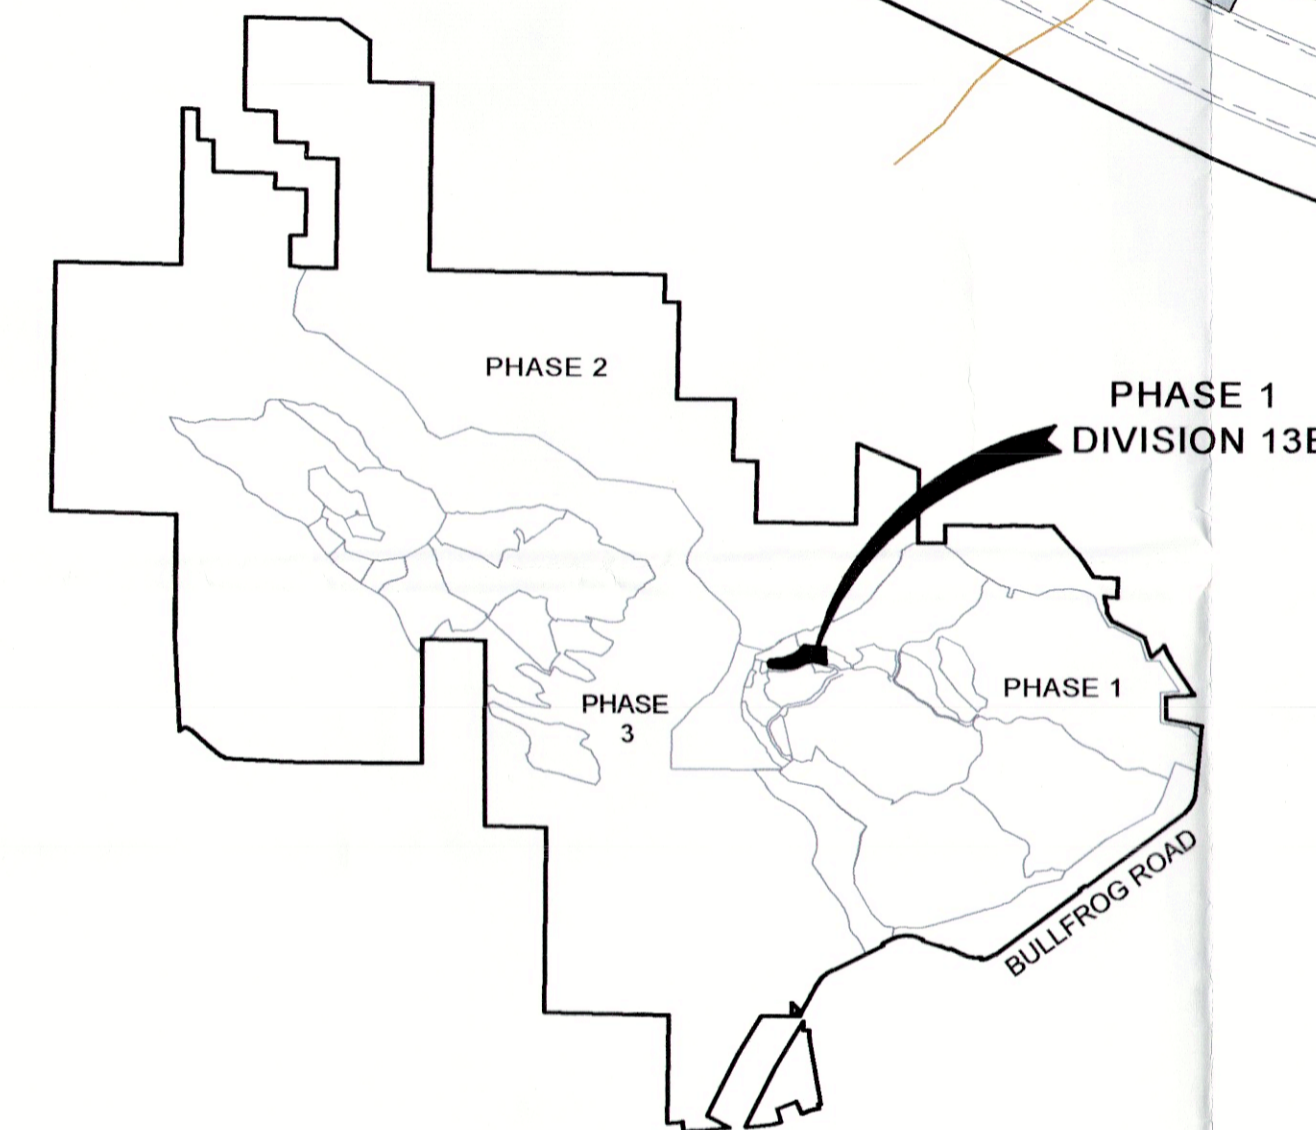 PHASE 2
PHASE 1
DIVISION 13
PHASE 1
PHASE
3
BULLFROG ROAD